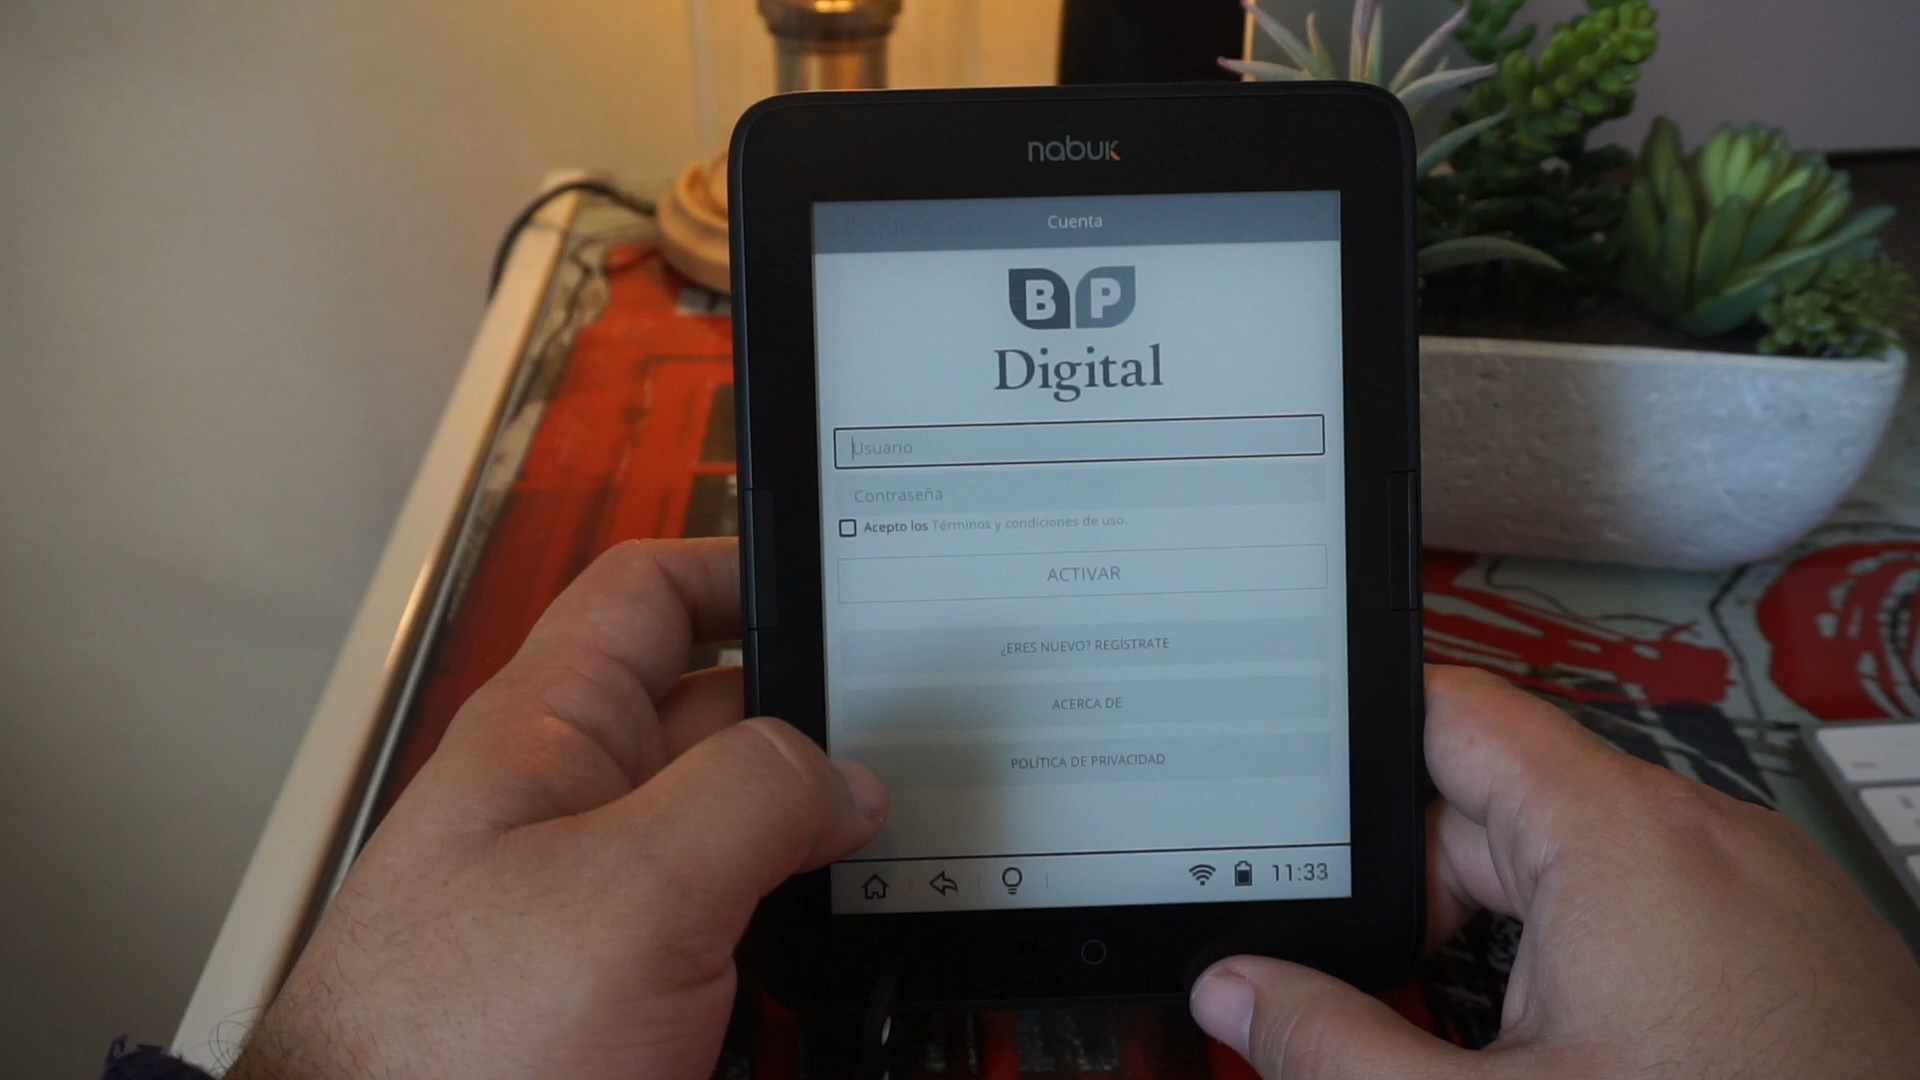 nabuk
Cuenta
BP
Digital
Usuario
Contraseña
Acepto los Términos y condiciones de uso.
ACTIVAR
¿ERES NUEVO? REGÍSTRATE
ACERCA DE
POLÍTICA DE PRIVACIDAD
11:33